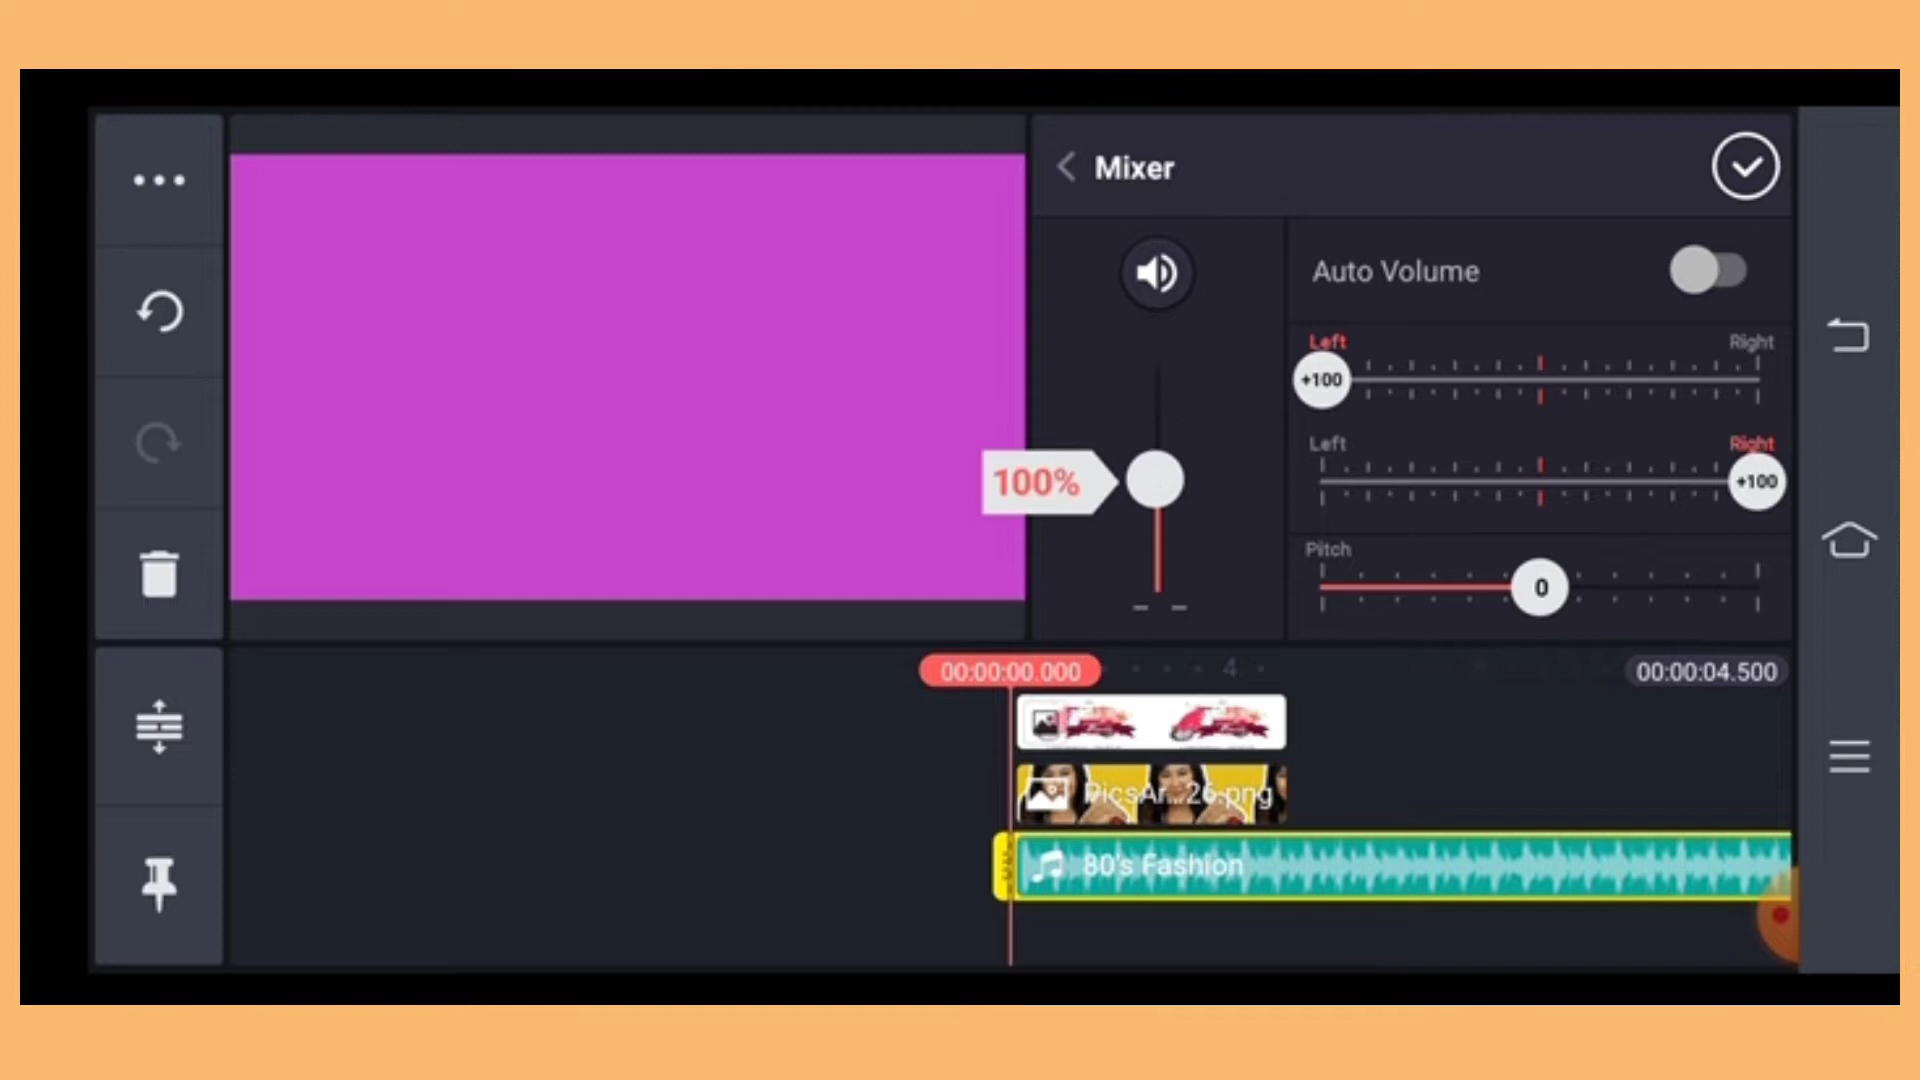 Mixer
Auto Volume
Left
Right
+100
Left
Right
+100
100%
Pitch
0
00:00:00.000
4
00:00:04.500
PicsAr...26.png
80's Fashion